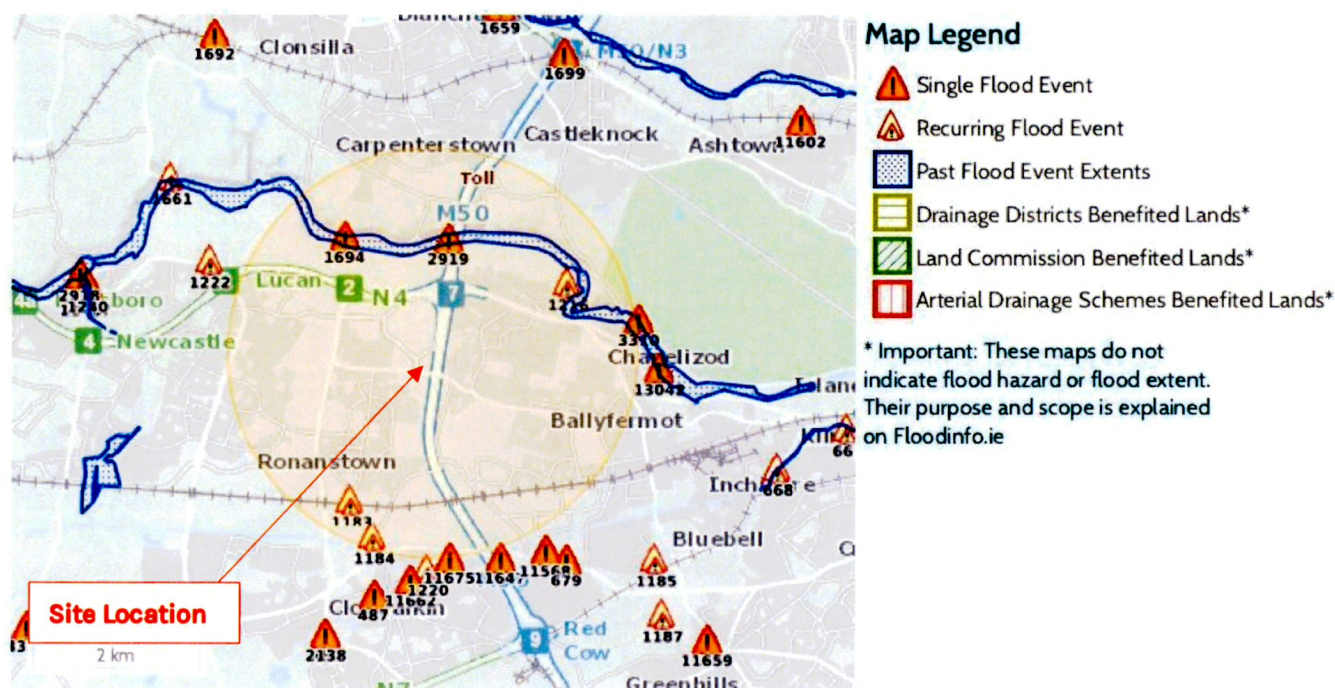 1659
1692
Clonsilla
M50/N3
1699
Castleknock
Carpenterstown
Ashtown
11602
Toll
1661
M50
1694
2919
1222
Lucan
2
N4
7
4
Newcastle
3310
Chapelizod
13042
Ballyfermot
Ronanstown
668
1183
1184
Bluebell
11675
679
1185
1220
11662
487
1187
2138
9
Red
Cow
11659
Greenhills
N7
Site Location
2 km
Map Legend
Single Flood Event
Recurring Flood Event
Past Flood Event Extents
Drainage Districts Benefited Lands*
Land Commission Benefited Lands*
Arterial Drainage Schemes Benefited Lands*
* Important: These maps do not
indicate flood hazard or flood extent.
Their purpose and scope is explained
on Floodinfo.ie